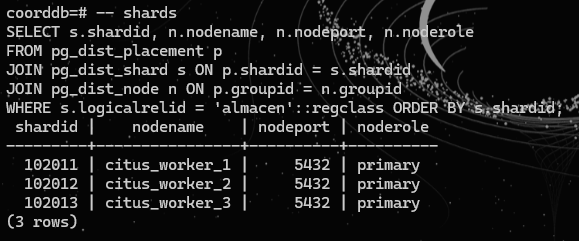 coorddb=# -- shards
SELECT s.shardid, n.nodename, n.nodeport, n.noderole
FROM pg_dist_placement p
JOIN pg_dist_shard s ON p.shardid = s.shardid
JOIN pg_dist_node n ON p.groupid = n.groupid
WHERE s.logicalrelid = 'almacen'::regclass ORDER BY s.shardid;
 shardid |    nodename    | nodeport | noderole
---------+----------------+----------+----------
  102011 | citus_worker_1 |     5432 | primary
  102012 | citus_worker_2 |     5432 | primary
  102013 | citus_worker_3 |     5432 | primary
(3 rows)